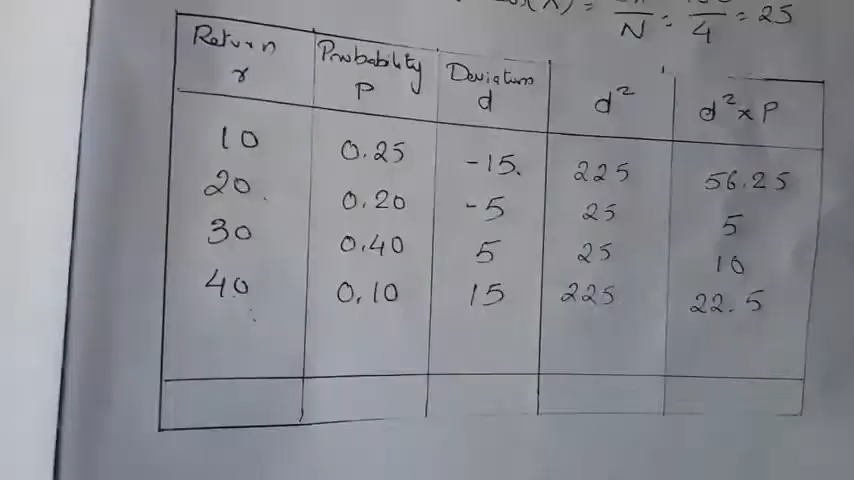 N = 4 = 25
Return r Probability P Deviation d d² d²xP
10 0.25 -15. 225 56.25
20 0.20 -5 25 5
30 0.40 5 25 10
40 0.10 15 225 22.5